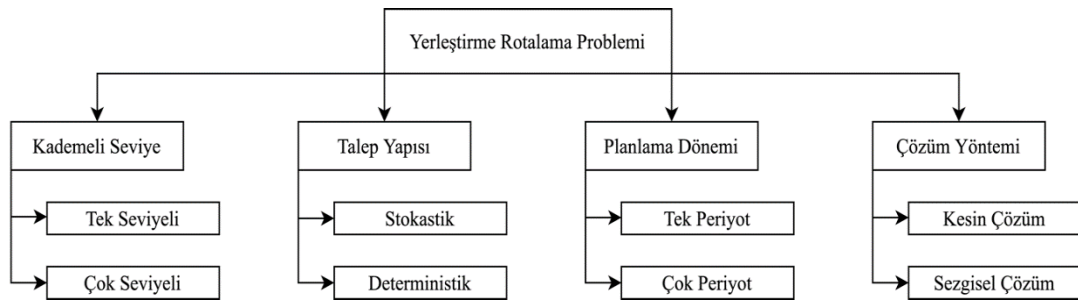 Yerleştirme Rotalama Problemi
Kademeli Seviye
Tek Seviyeli
Çok Seviyeli
Talep Yapısı
Stokastik
Deterministik
Planlama Dönemi
Tek Periyot
Çok Periyot
Çözüm Yöntemi
Kesin Çözüm
Sezgisel Çözüm